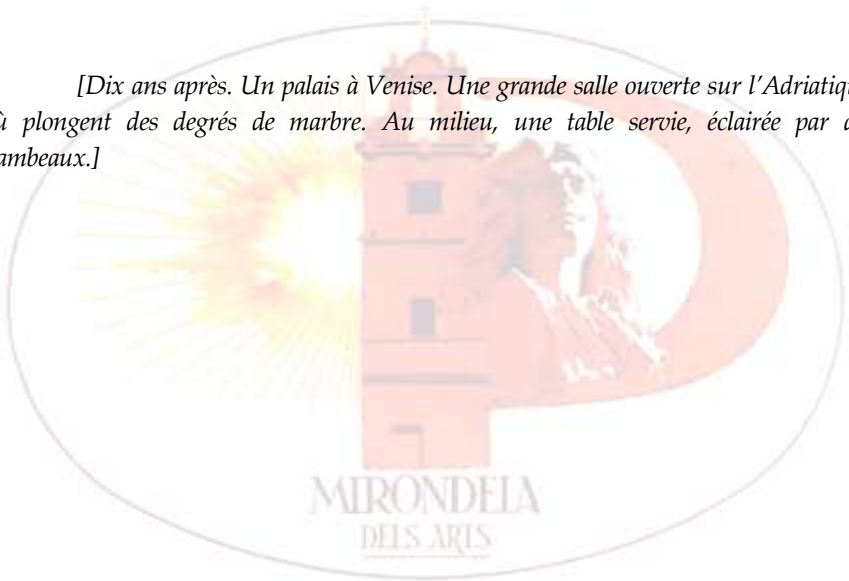 [Dix ans après. Un palais à Venise. Une grande salle ouverte sur l'Adriatiq
plongent des degrés de marbre. Au milieu, une table servie, éclairée par
ambeaux.]
MIRONDELA
DELS ARTS